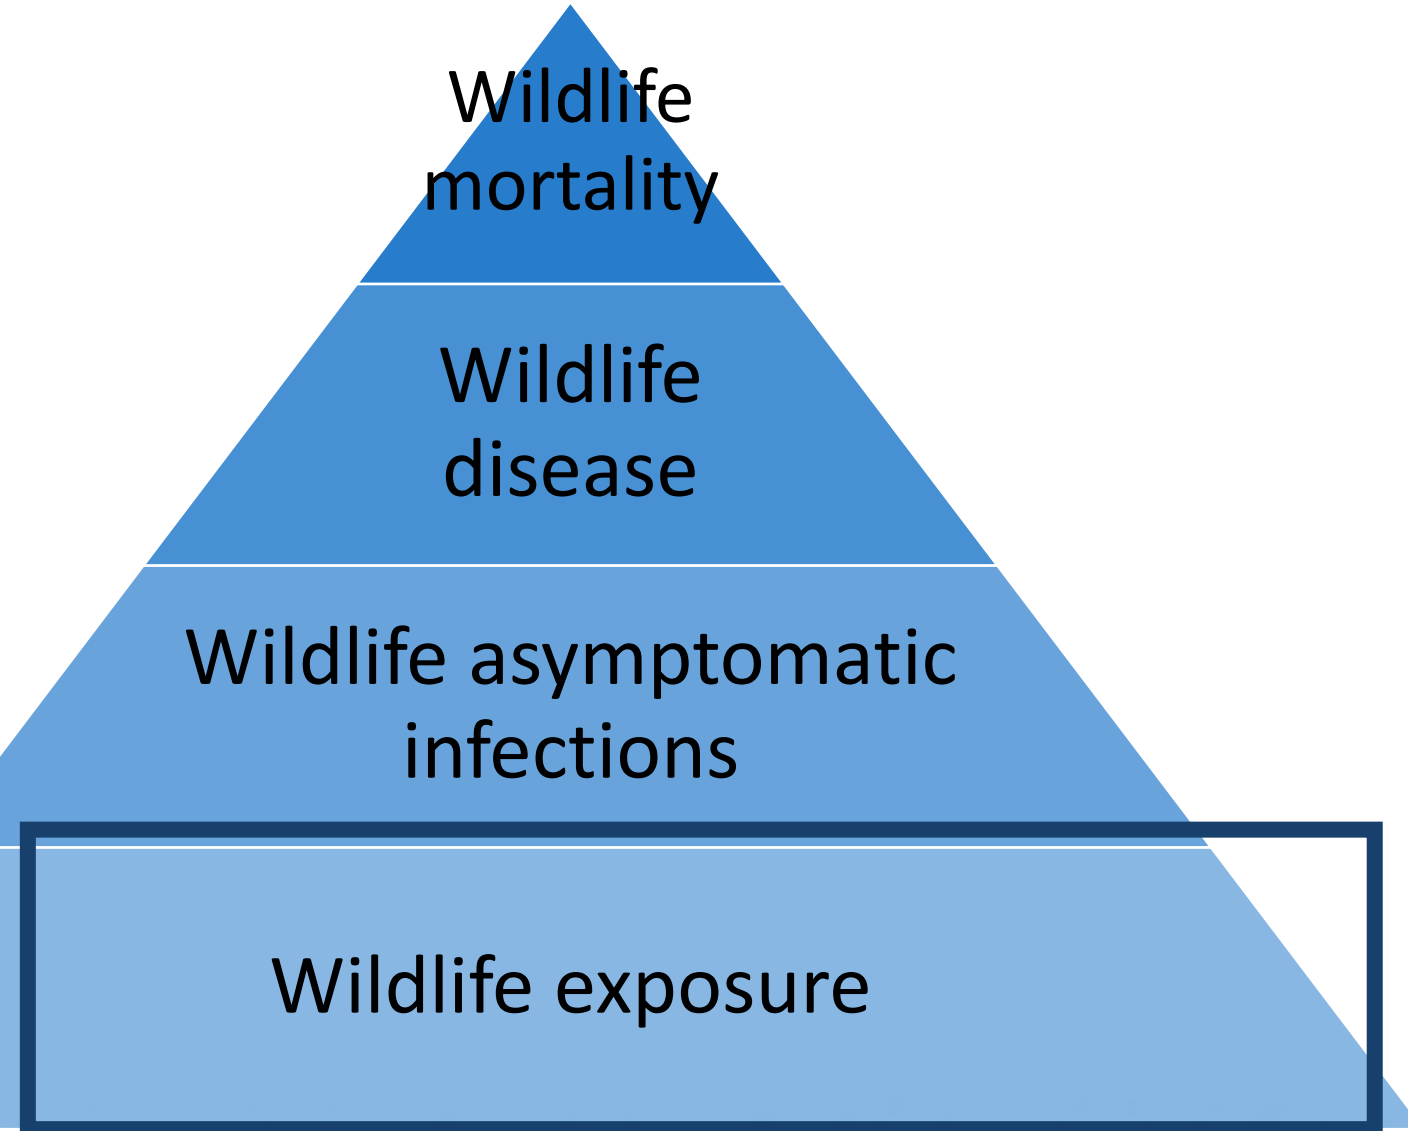 Wildlife
mortality
Wildlife
disease
Wildlife asymptomatic
infections
Wildlife exposure